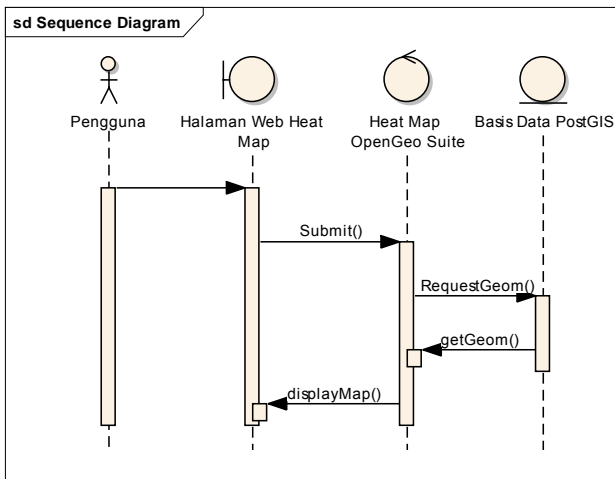 sd Sequence Diagram
Pengguna
Halaman Web Heat
Map
Heat Map
OpenGeo Suite
Basis Data PostGIS
Submit()
RequestGeom()
getGeom()
displayMap()